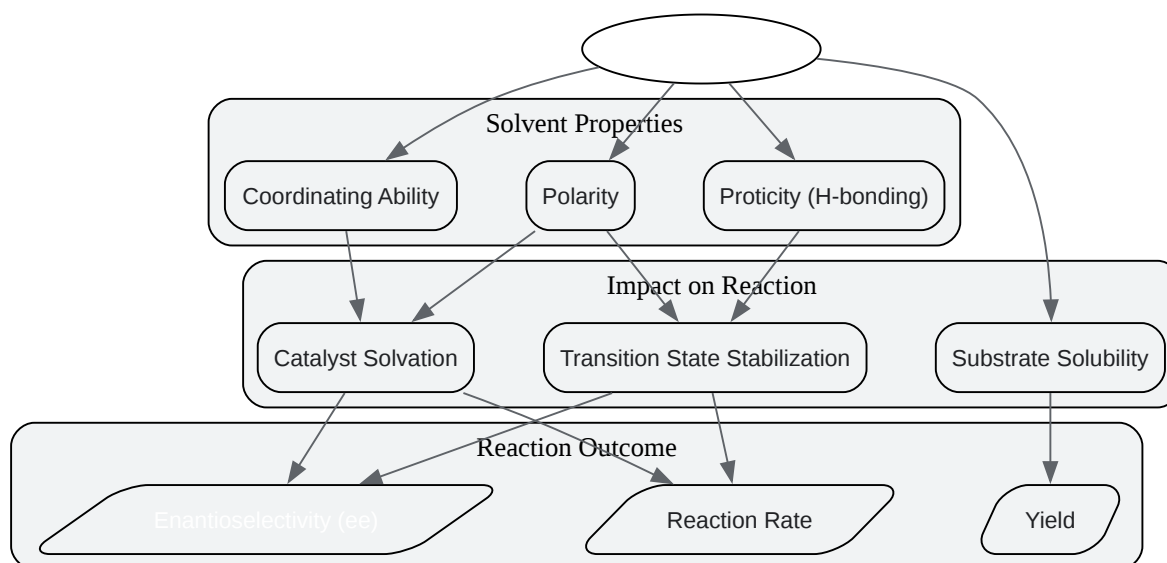 Solvent Properties
Coordinating Ability
Polarity
Proticity (H-bonding)
Impact on Reaction
Catalyst Solvation
Transition State Stabilization
Substrate Solubility
Reaction Outcome
Enantioselectivity (ee)
Reaction Rate
Yield